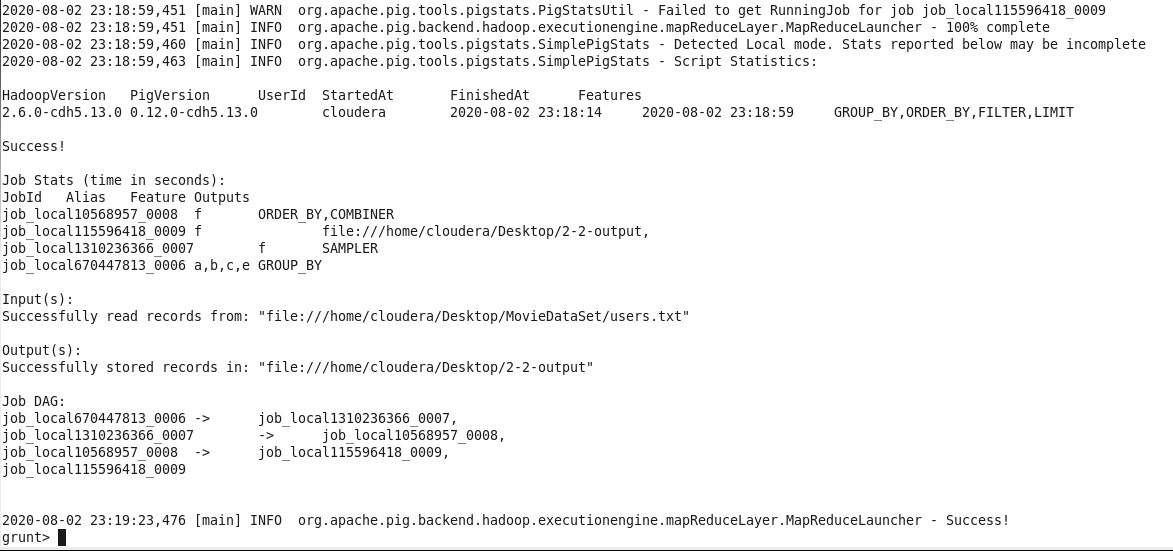 2020-08-02 23:18:59,451 [main] WARN  org.apache.pig.tools.pigstats.PigStatsUtil - Failed to get RunningJob for job job_local115596418_0009
2020-08-02 23:18:59,451 [main] INFO  org.apache.pig.backend.hadoop.executionengine.mapReduceLayer.MapReduceLauncher - 100% complete
2020-08-02 23:18:59,460 [main] INFO  org.apache.pig.tools.pigstats.SimplePigStats - Detected Local mode. Stats reported below may be incomplete
2020-08-02 23:18:59,463 [main] INFO  org.apache.pig.tools.pigstats.SimplePigStats - Script Statistics:
HadoopVersion   PigVersion      UserId  StartedAt       FinishedAt      Features
2.6.0-cdh5.13.0 0.12.0-cdh5.13.0        cloudera        2020-08-02 23:18:14     2020-08-02 23:18:59     GROUP_BY,ORDER_BY,FILTER,LIMIT
Success!
Job Stats (time in seconds):
JobId   Alias   Feature Outputs
job_local10568957_0008  f       ORDER_BY,COMBINER
job_local115596418_0009 f               file:///home/cloudera/Desktop/2-2-output,
job_local1310236366_0007        f       SAMPLER
job_local670447813_0006 a,b,c,e GROUP_BY
Input(s):
Successfully read records from: "file:///home/cloudera/Desktop/MovieDataSet/users.txt"
Output(s):
Successfully stored records in: "file:///home/cloudera/Desktop/2-2-output"
Job DAG:
job_local670447813_0006 ->      job_local1310236366_0007,
job_local1310236366_0007        ->      job_local10568957_0008,
job_local10568957_0008  ->      job_local115596418_0009,
job_local115596418_0009
2020-08-02 23:19:23,476 [main] INFO  org.apache.pig.backend.hadoop.executionengine.mapReduceLayer.MapReduceLauncher - Success!
grunt>